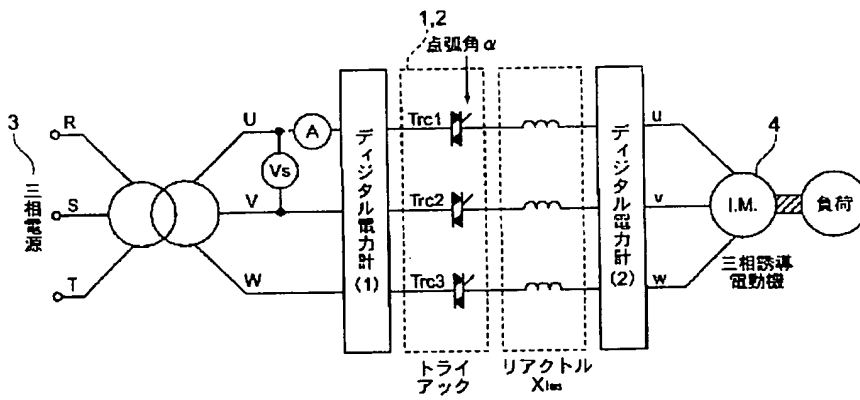 1,2
点弧角α
3
R
S
T
三相電源
U
V
W
A
Vs
ディジタル電力計
(1)
Trc1
Trc2
Trc3
トライ
アック
リアクトル
ディジタル電力計
(2)
u
v
w
4
I.M.
負荷
三相誘導
電動機